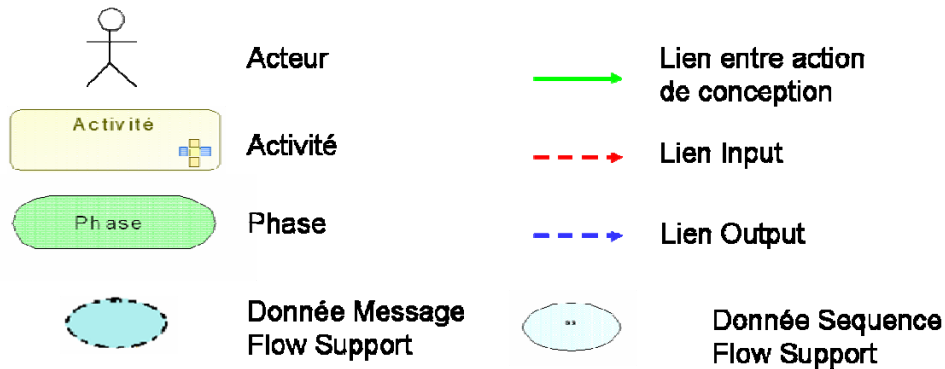 Acteur
Lien entre action
de conception
Activité
Activité
Lien Input
Phase
Phase
Lien Output
Donnée Message
Flow Support
Donnée Sequence
Flow Support